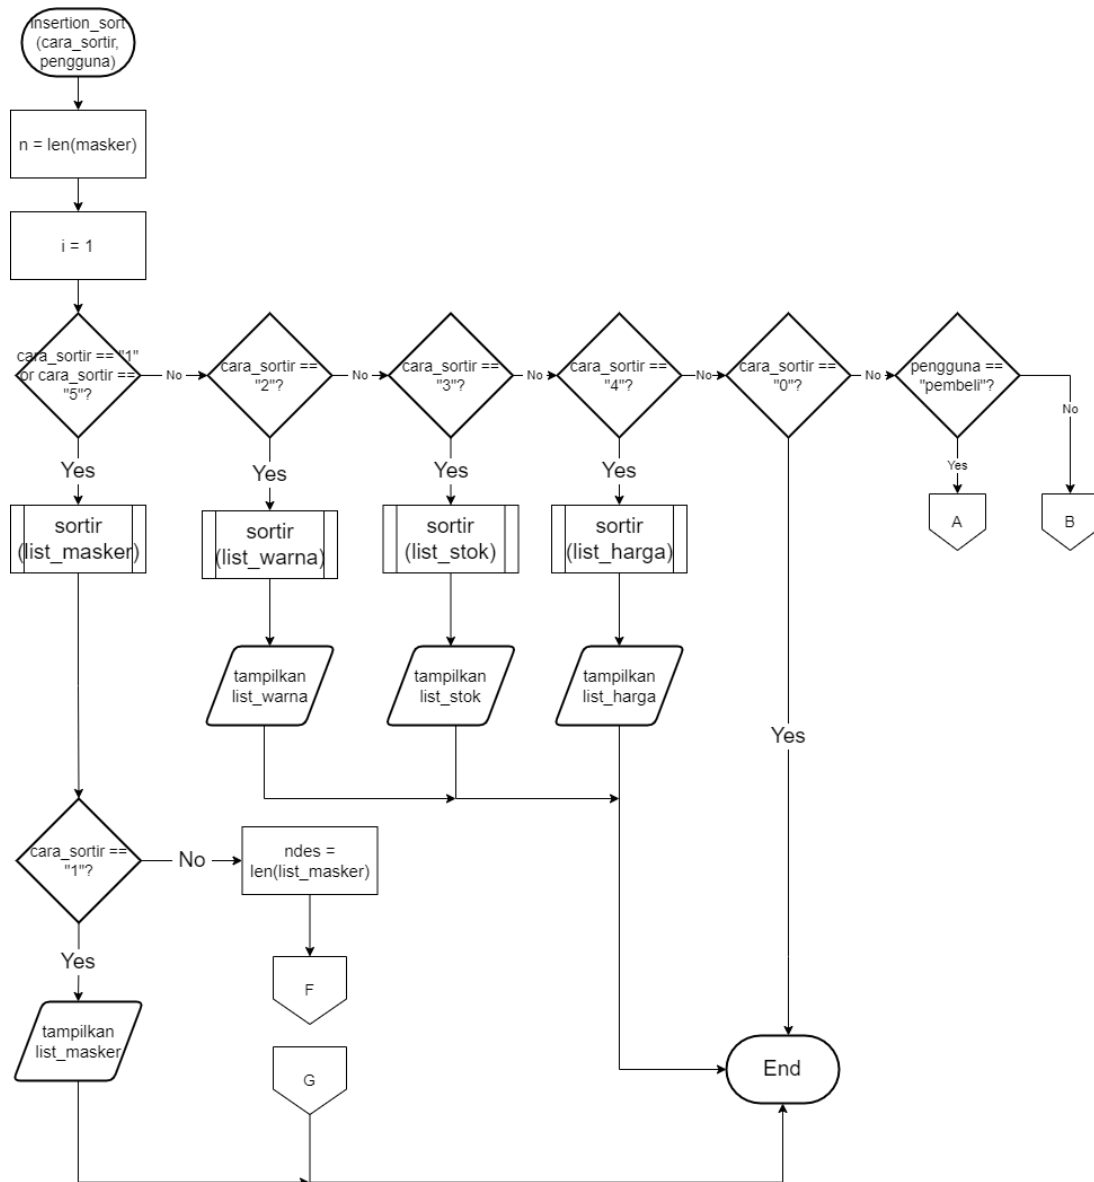 insertion_sort
(cara_sortir,
pengguna)
n = len(masker)
i = 1
cara_sortir == "1"
or cara_sortir ==
"5"?
No
cara_sortir ==
"2"?
No
cara_sortir ==
"3"?
No
cara_sortir ==
"4"?
No
cara_sortir ==
"0"?
No
pengguna ==
"pembeli"?
No
Yes
Yes
Yes
Yes
Yes
sortir
(list_masker)
sortir
(list_warna)
sortir
(list_stok)
sortir
(list_harga)
A
B
tampilkan
list_warna
tampilkan
list_stok
tampilkan
list_harga
Yes
cara_sortir ==
"1"?
No
ndes =
len(list_masker)
Yes
F
tampilkan
list_masker
G
End